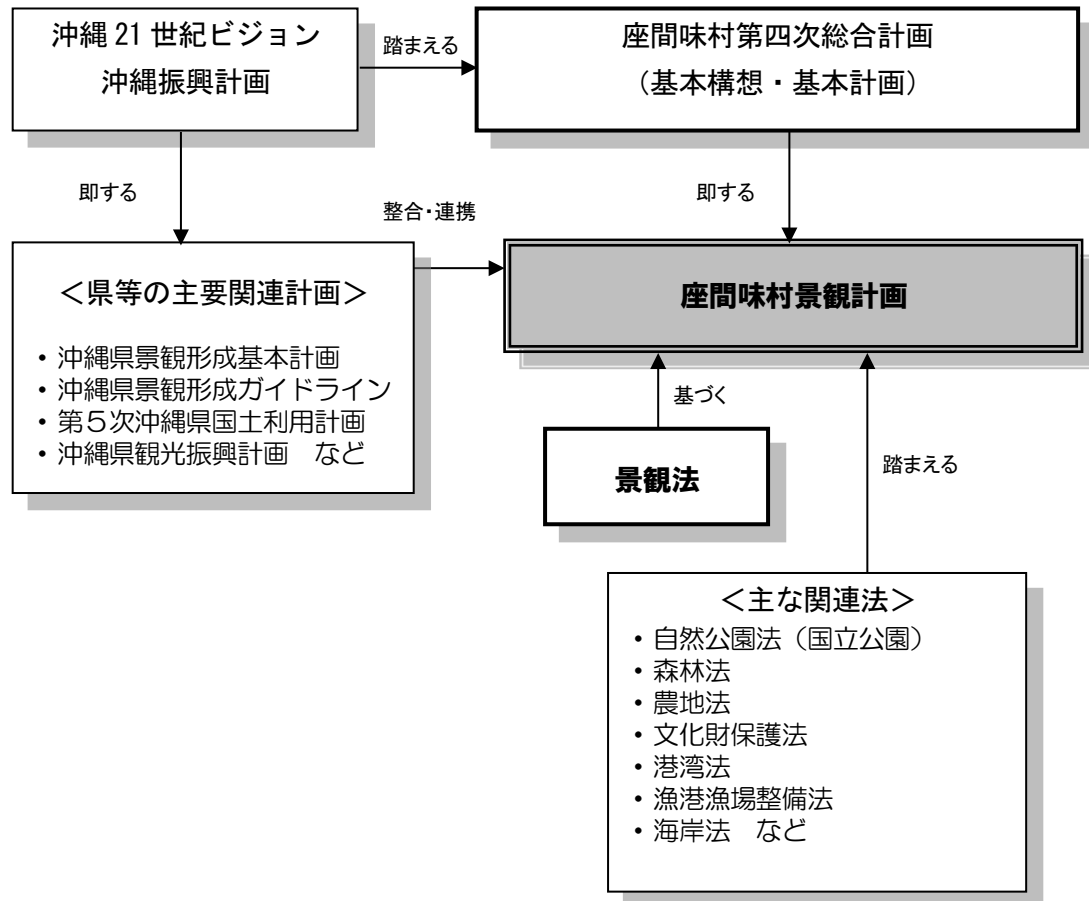 沖縄 21 世紀ビジョン
沖縄振興計画
踏まえる
座間味村第四次総合計画
（基本構想・基本計画）
即する
即する
整合・連携
＜県等の主要関連計画＞
・沖縄県景観形成基本計画
・沖縄県景観形成ガイドライン
・第５次沖縄県国土利用計画
・沖縄県観光振興計画　など
座間味村景観計画
基づく
景観法
踏まえる
＜主な関連法＞
・自然公園法（国立公園）
・森林法
・農地法
・文化財保護法
・港湾法
・漁港漁場整備法
・海岸法　など